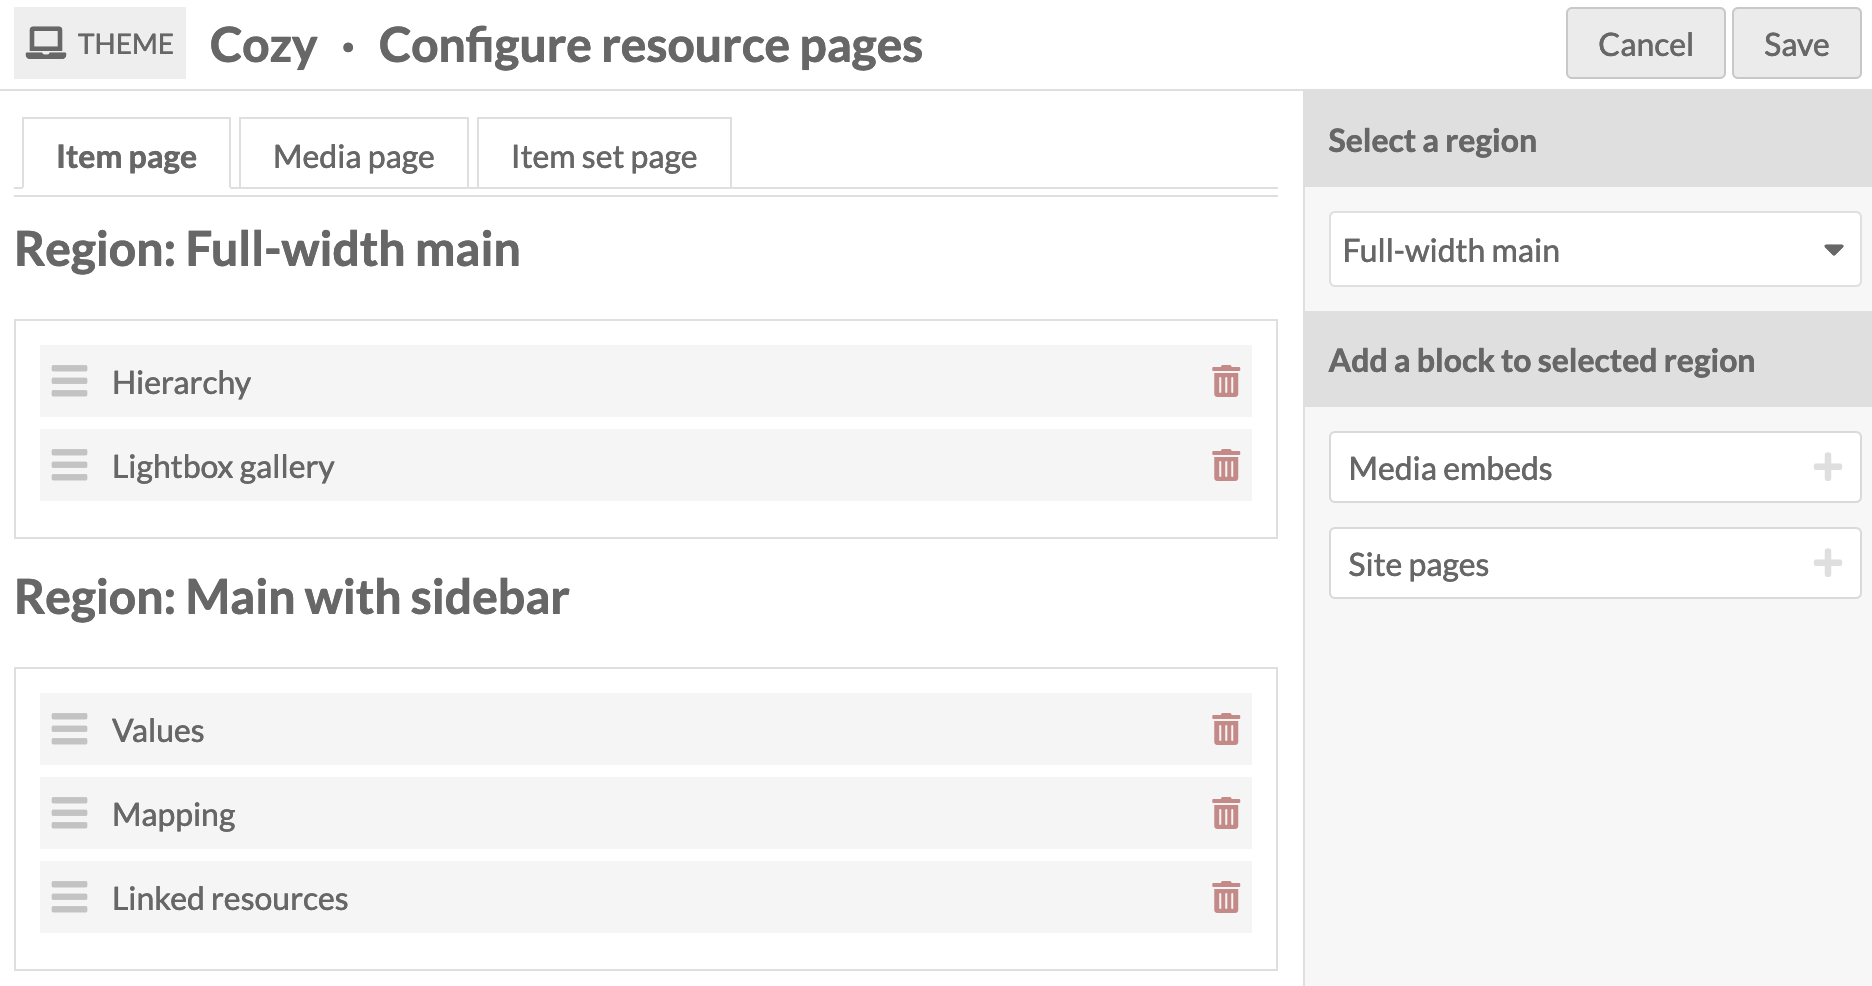 THEME Cozy · Configure resource pages
Cancel Save
Item page Media page Item set page
Region: Full-width main
Hierarchy
Lightbox gallery
Region: Main with sidebar
Values
Mapping
Linked resources
Select a region
Full-width main
Add a block to selected region
Media embeds
Site pages